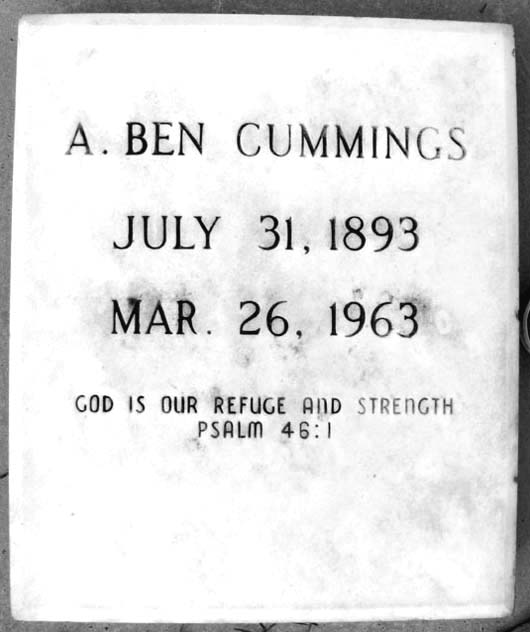 A. BEN CUMMINGS
JULY 31, 1893
MAR. 26, 1963
GOD IS OUR REFUGE AND STRENGTH
PSALM 46:1